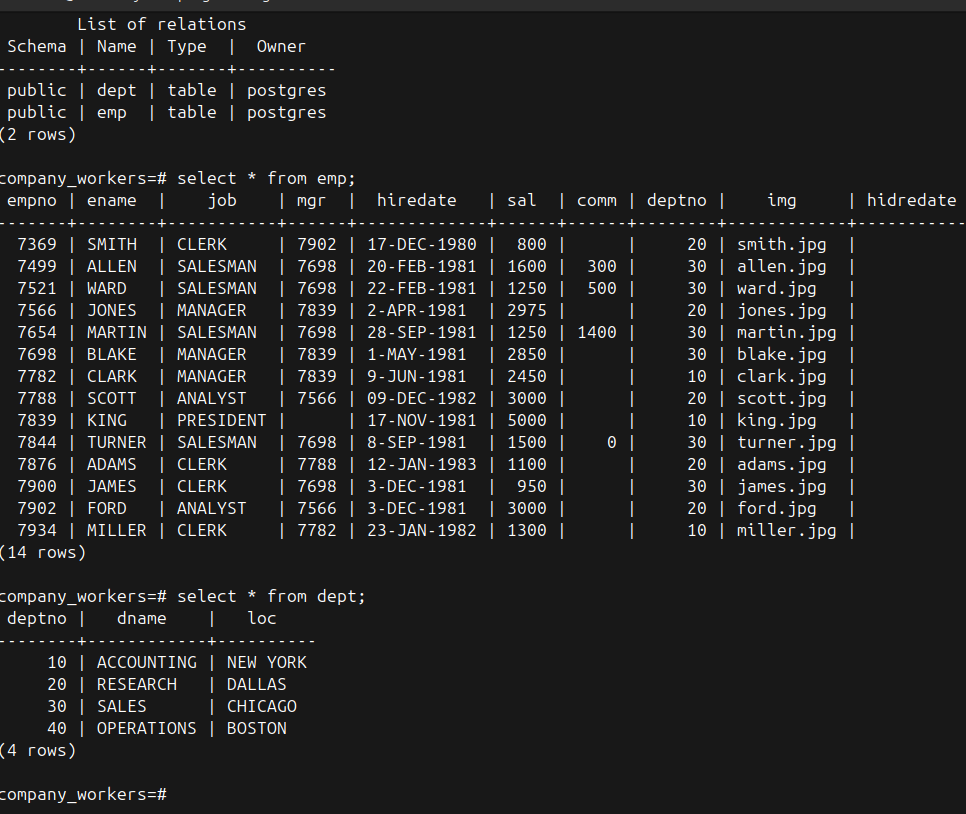 List of relations
 Schema | Name | Type  |  Owner
--------+------+-------+----------
 public | dept | table | postgres
 public | emp  | table | postgres
(2 rows)

company_workers=# select * from emp;
 empno | ename  |    job    | mgr  |  hiredate   | sal  | comm | deptno |    img     | hidredate
-------+--------+-----------+------+-------------+------+------+--------+------------+-----------
  7369 | SMITH  | CLERK     | 7902 | 17-DEC-1980 |  800 |      |     20 | smith.jpg  |
  7499 | ALLEN  | SALESMAN  | 7698 | 20-FEB-1981 | 1600 |  300 |     30 | allen.jpg  |
  7521 | WARD   | SALESMAN  | 7698 | 22-FEB-1981 | 1250 |  500 |     30 | ward.jpg   |
  7566 | JONES  | MANAGER   | 7839 | 2-APR-1981  | 2975 |      |     20 | jones.jpg  |
  7654 | MARTIN | SALESMAN  | 7698 | 28-SEP-1981 | 1250 | 1400 |     30 | martin.jpg |
  7698 | BLAKE  | MANAGER   | 7839 | 1-MAY-1981  | 2850 |      |     30 | blake.jpg  |
  7782 | CLARK  | MANAGER   | 7839 | 9-JUN-1981  | 2450 |      |     10 | clark.jpg  |
  7788 | SCOTT  | ANALYST   | 7566 | 09-DEC-1982 | 3000 |      |     20 | scott.jpg  |
  7839 | KING   | PRESIDENT |      | 17-NOV-1981 | 5000 |      |     10 | king.jpg   |
  7844 | TURNER | SALESMAN  | 7698 | 8-SEP-1981  | 1500 |    0 |     30 | turner.jpg |
  7876 | ADAMS  | CLERK     | 7788 | 12-JAN-1983 | 1100 |      |     20 | adams.jpg  |
  7900 | JAMES  | CLERK     | 7698 | 3-DEC-1981  |  950 |      |     30 | james.jpg  |
  7902 | FORD   | ANALYST   | 7566 | 3-DEC-1981  | 3000 |      |     20 | ford.jpg   |
  7934 | MILLER | CLERK     | 7782 | 23-JAN-1982 | 1300 |      |     10 | miller.jpg |
(14 rows)

company_workers=# select * from dept;
 deptno |   dname    |   loc
--------+------------+----------
     10 | ACCOUNTING | NEW YORK
     20 | RESEARCH   | DALLAS
     30 | SALES      | CHICAGO
     40 | OPERATIONS | BOSTON
(4 rows)

company_workers=#